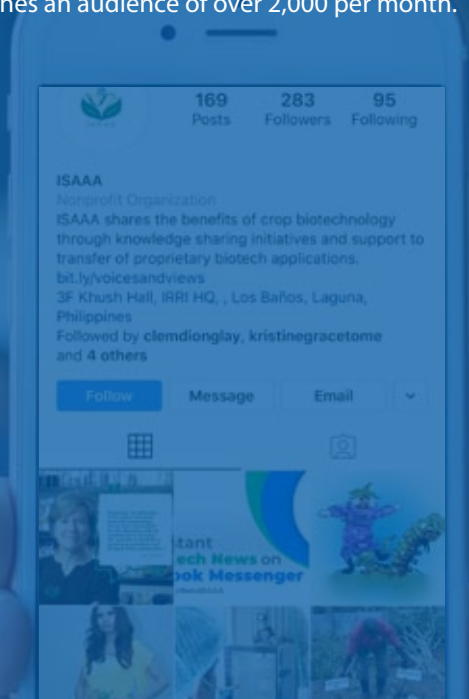 hes an audience of over 2,000 per month.
169 283 95
Posts Followers Following
ISAAA
Nonprofit Organization
ISAAA shares the benefits of crop biotechnology
through knowledge sharing initiatives and support to
transfer of proprietary biotech applications.
bit.ly/voicesandviews
3F Khush Hall, IRRI HQ, , Los Baños, Laguna,
Philippines
Followed by clemdionglay, kristinegracetome
and 4 others
Follow Message Email
stant
ech News on
ook Messenger